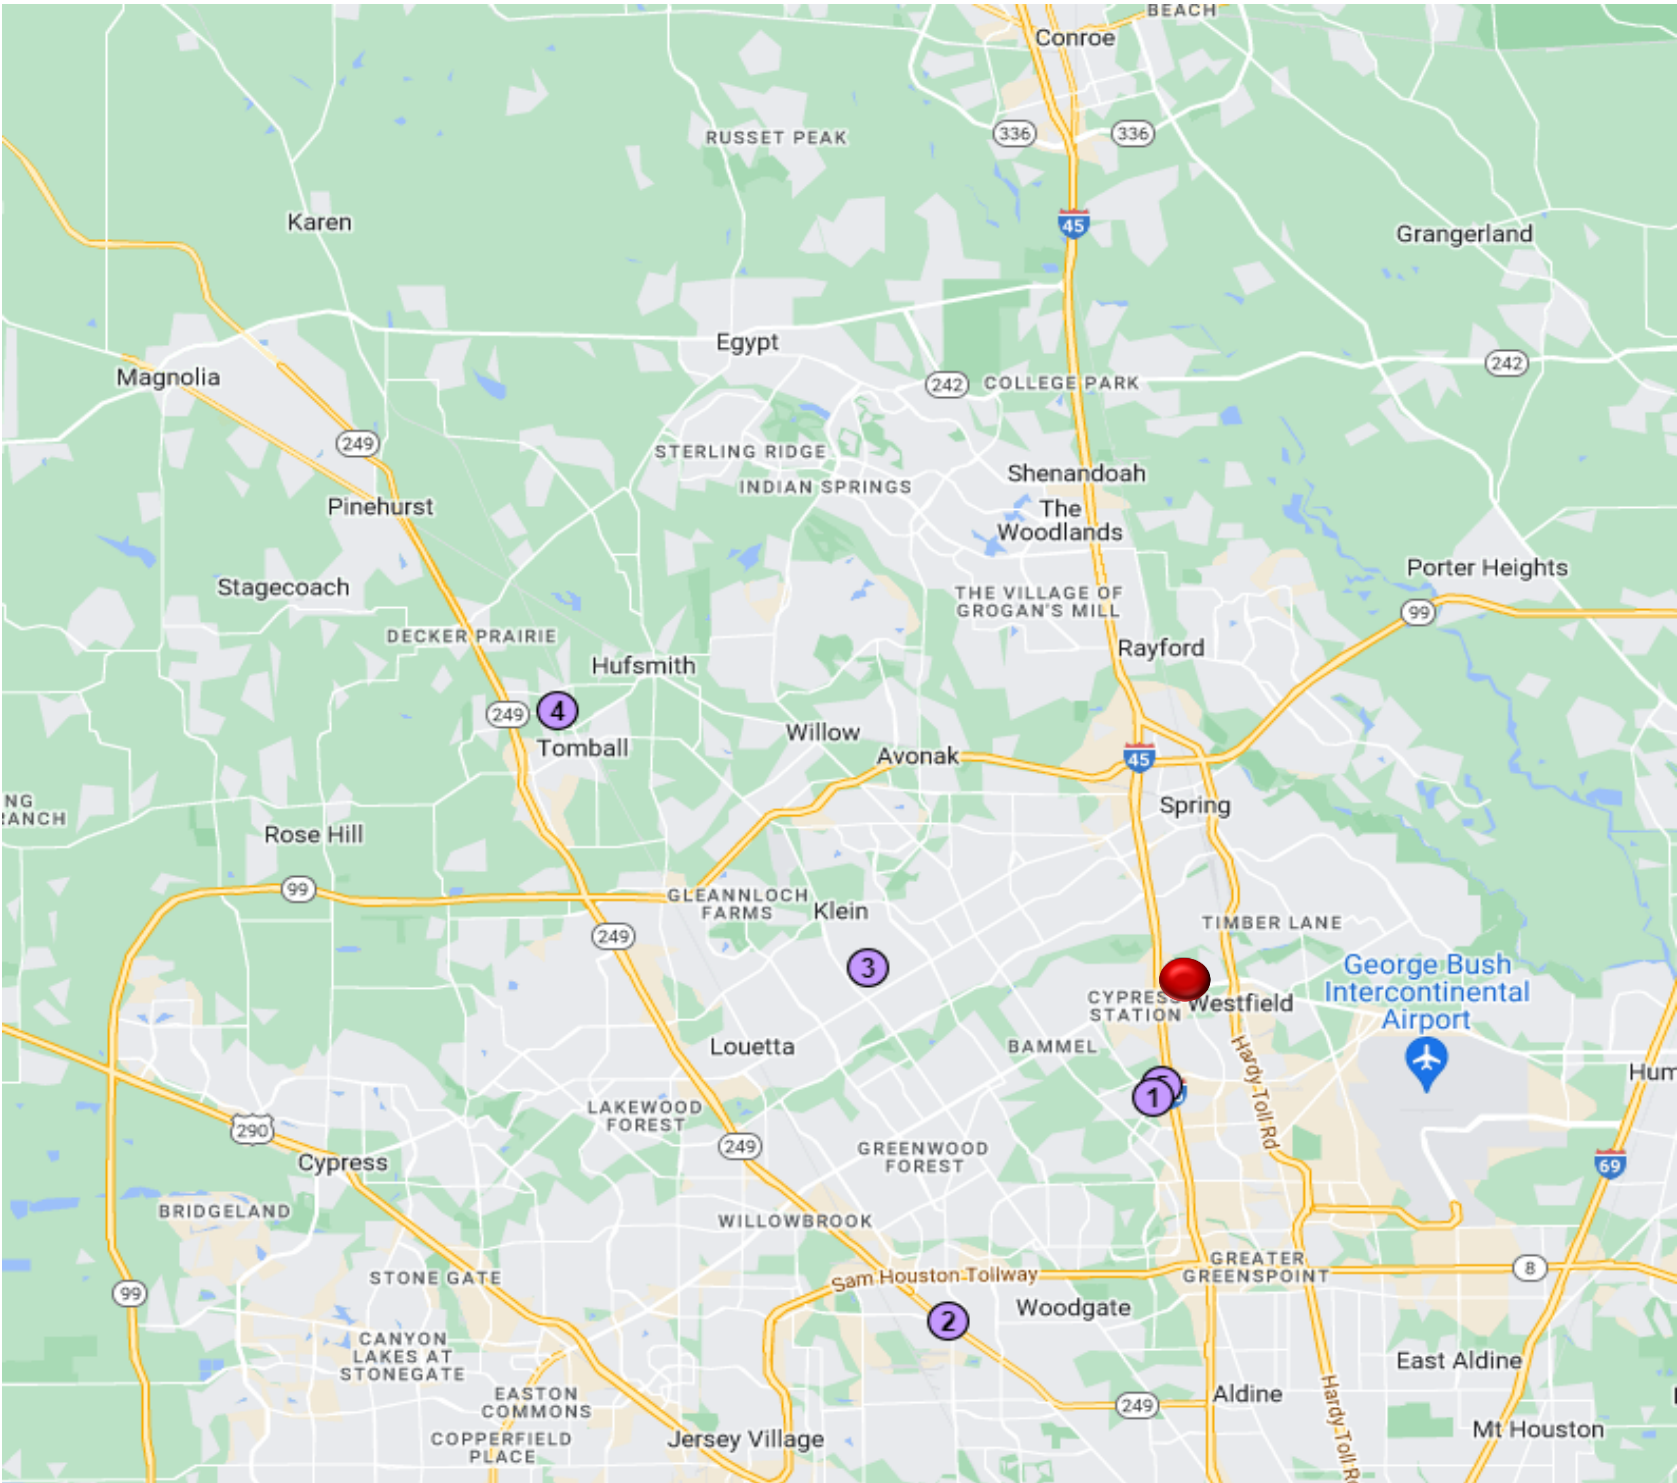 BEACH
Conroe
336
336
RUSSET PEAK
Karen
45
Grangerland
Egypt
242
Magnolia
242
COLLEGE PARK
249
STERLING RIDGE
Shenandoah
INDIAN SPRINGS
Pinehurst
The
Woodlands
Porter Heights
Stagecoach
THE VILLAGE OF
GROGAN'S MILL
99
DECKER PRAIRIE
Rayford
Hufsmith
249
4
Willow
Tomball
Avonak
45
NG
RANCH
Spring
Rose Hill
99
GLEANNLOCH
FARMS
Klein
TIMBER LANE
249
3
George Bush
Intercontinental
Airport
CYPRESS
STATION
Westfield
Louetta
BAMMEL
Hardy Toll Rd
Hum
1
LAKEWOOD
FOREST
290
249
GREENWOOD
FOREST
Cypress
69
BRIDGELAND
WILLOWBROOK
STONE GATE
Sam Houston Tollway
GREATER
GREENSPOINT
8
99
2
Woodgate
CANYON
LAKES AT
STONEGATE
East Aldine
EASTON
COMMONS
249
Aldine
Hardy Toll R
COPPERFIELD
PLACE
Jersey Village
Mt Houston